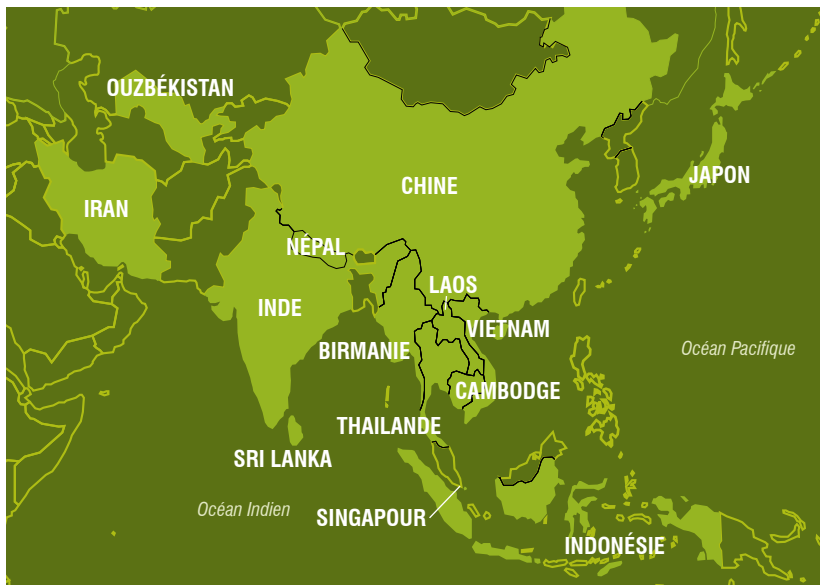 OUZBÉKISTAN
CHINE
JAPON
IRAN
NÉPAL
LAOS
INDE
VIETNAM
BIRMANIE
Océan Pacifique
CAMBODGE
THAILANDE
SRI LANKA
Océan Indien
SINGAPOUR
INDONÉSIE